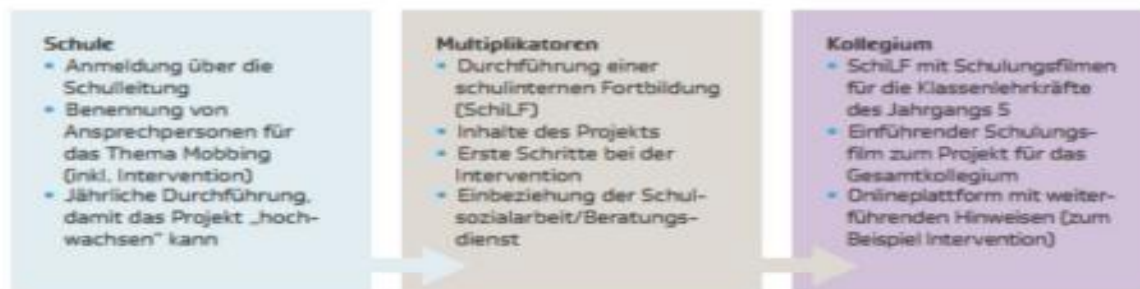 Schule
• Anmeldung über die
Schulleitung
• Benennung von
Ansprechpersonen für
das Thema Mobbing
(inkl. Intervention)
• Jährliche Durchführung,
damit das Projekt „hoch-
wachsen“ kann
Multiplikatoren
• Durchführung einer
schulinternen Fortbildung
(SchiLF)
• Inhalte des Projekts
• Erste Schritte bei der
Intervention
• Einbeziehung der Schul-
sozialarbeit/Beratungs-
dienst
Kollegium
• SchiLF mit Schulungsfilmen
für die Klassenlehrkräfte
des Jahrgangs 5
• Einführender Schulungs-
film zum Projekt für das
Gesamtkollegium
• Onlineplattform mit weiter-
führenden Hinweisen (zum
Beispiel Intervention)